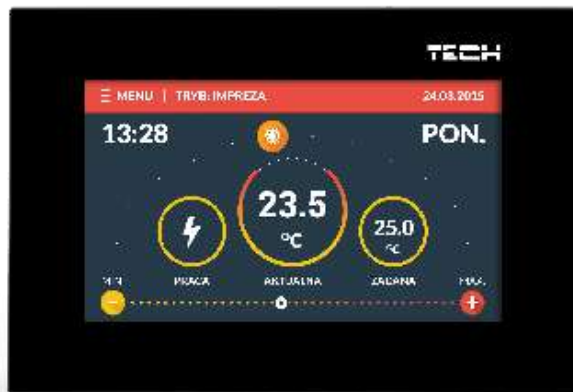 TECH
MENU | TRYB: IMPREZA 24.03.2015
13:28 PON.
23.5 °C
25.0 °C
PRACA AKTUALNA ZADANA
MIN MAX.